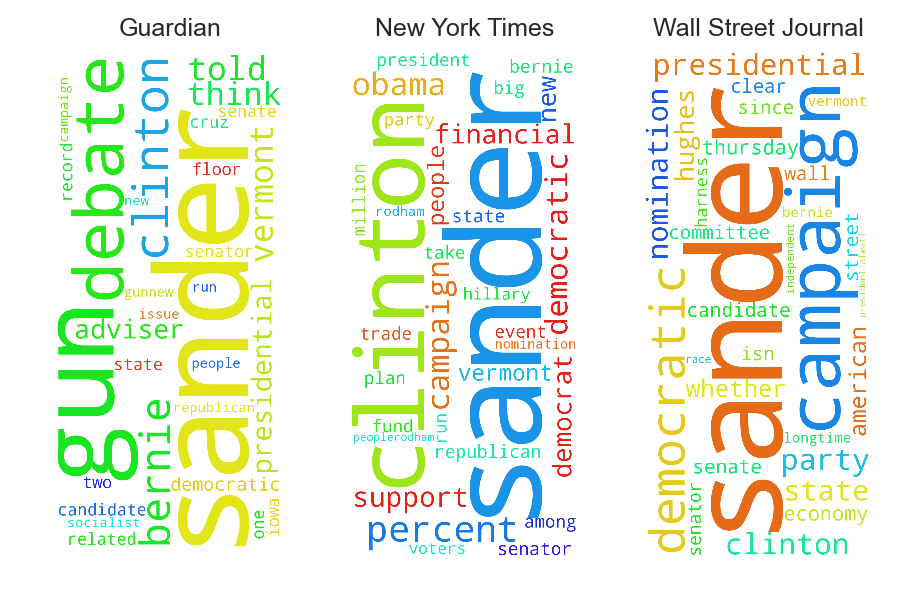 Guardian
New York Times
Wall Street Journal
campaign
record
debate
clinton
told
think
senate
cruz
floor
vermont
new
sander
senator
gun
gunnew
run
issue
adviser
state
people
presidential
republican
bernie
two
democratic
candidate
socialist
related
one
iowa
president
bernie
obama
big
new
party
financial
clinton
sander
people
million
rodham
state
democratic
take
campaign
hillary
trade
event
nomination
plan
vermont
democrat
fund
peoplerodham
run
republican
support
percent
among
voters
senator
presidential
clear
since
vermont
nomination
hughes
campaign
thursday
harness
wall
sander
bernie
committee
independent
street
presidentialwall
democratic
candidate
race
isn
american
whether
longtime
senate
party
senator
state
economy
clinton